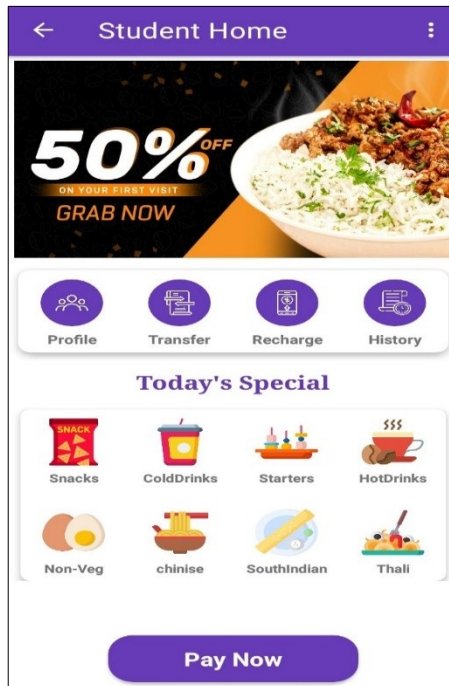 Student Home
50% OFF
ON YOUR FIRST VISIT
GRAB NOW
Profile Transfer Recharge History
Today's Special
SNACK
Snacks ColdDrinks Starters HotDrinks
Non-Veg chinise SouthIndian Thali
Pay Now